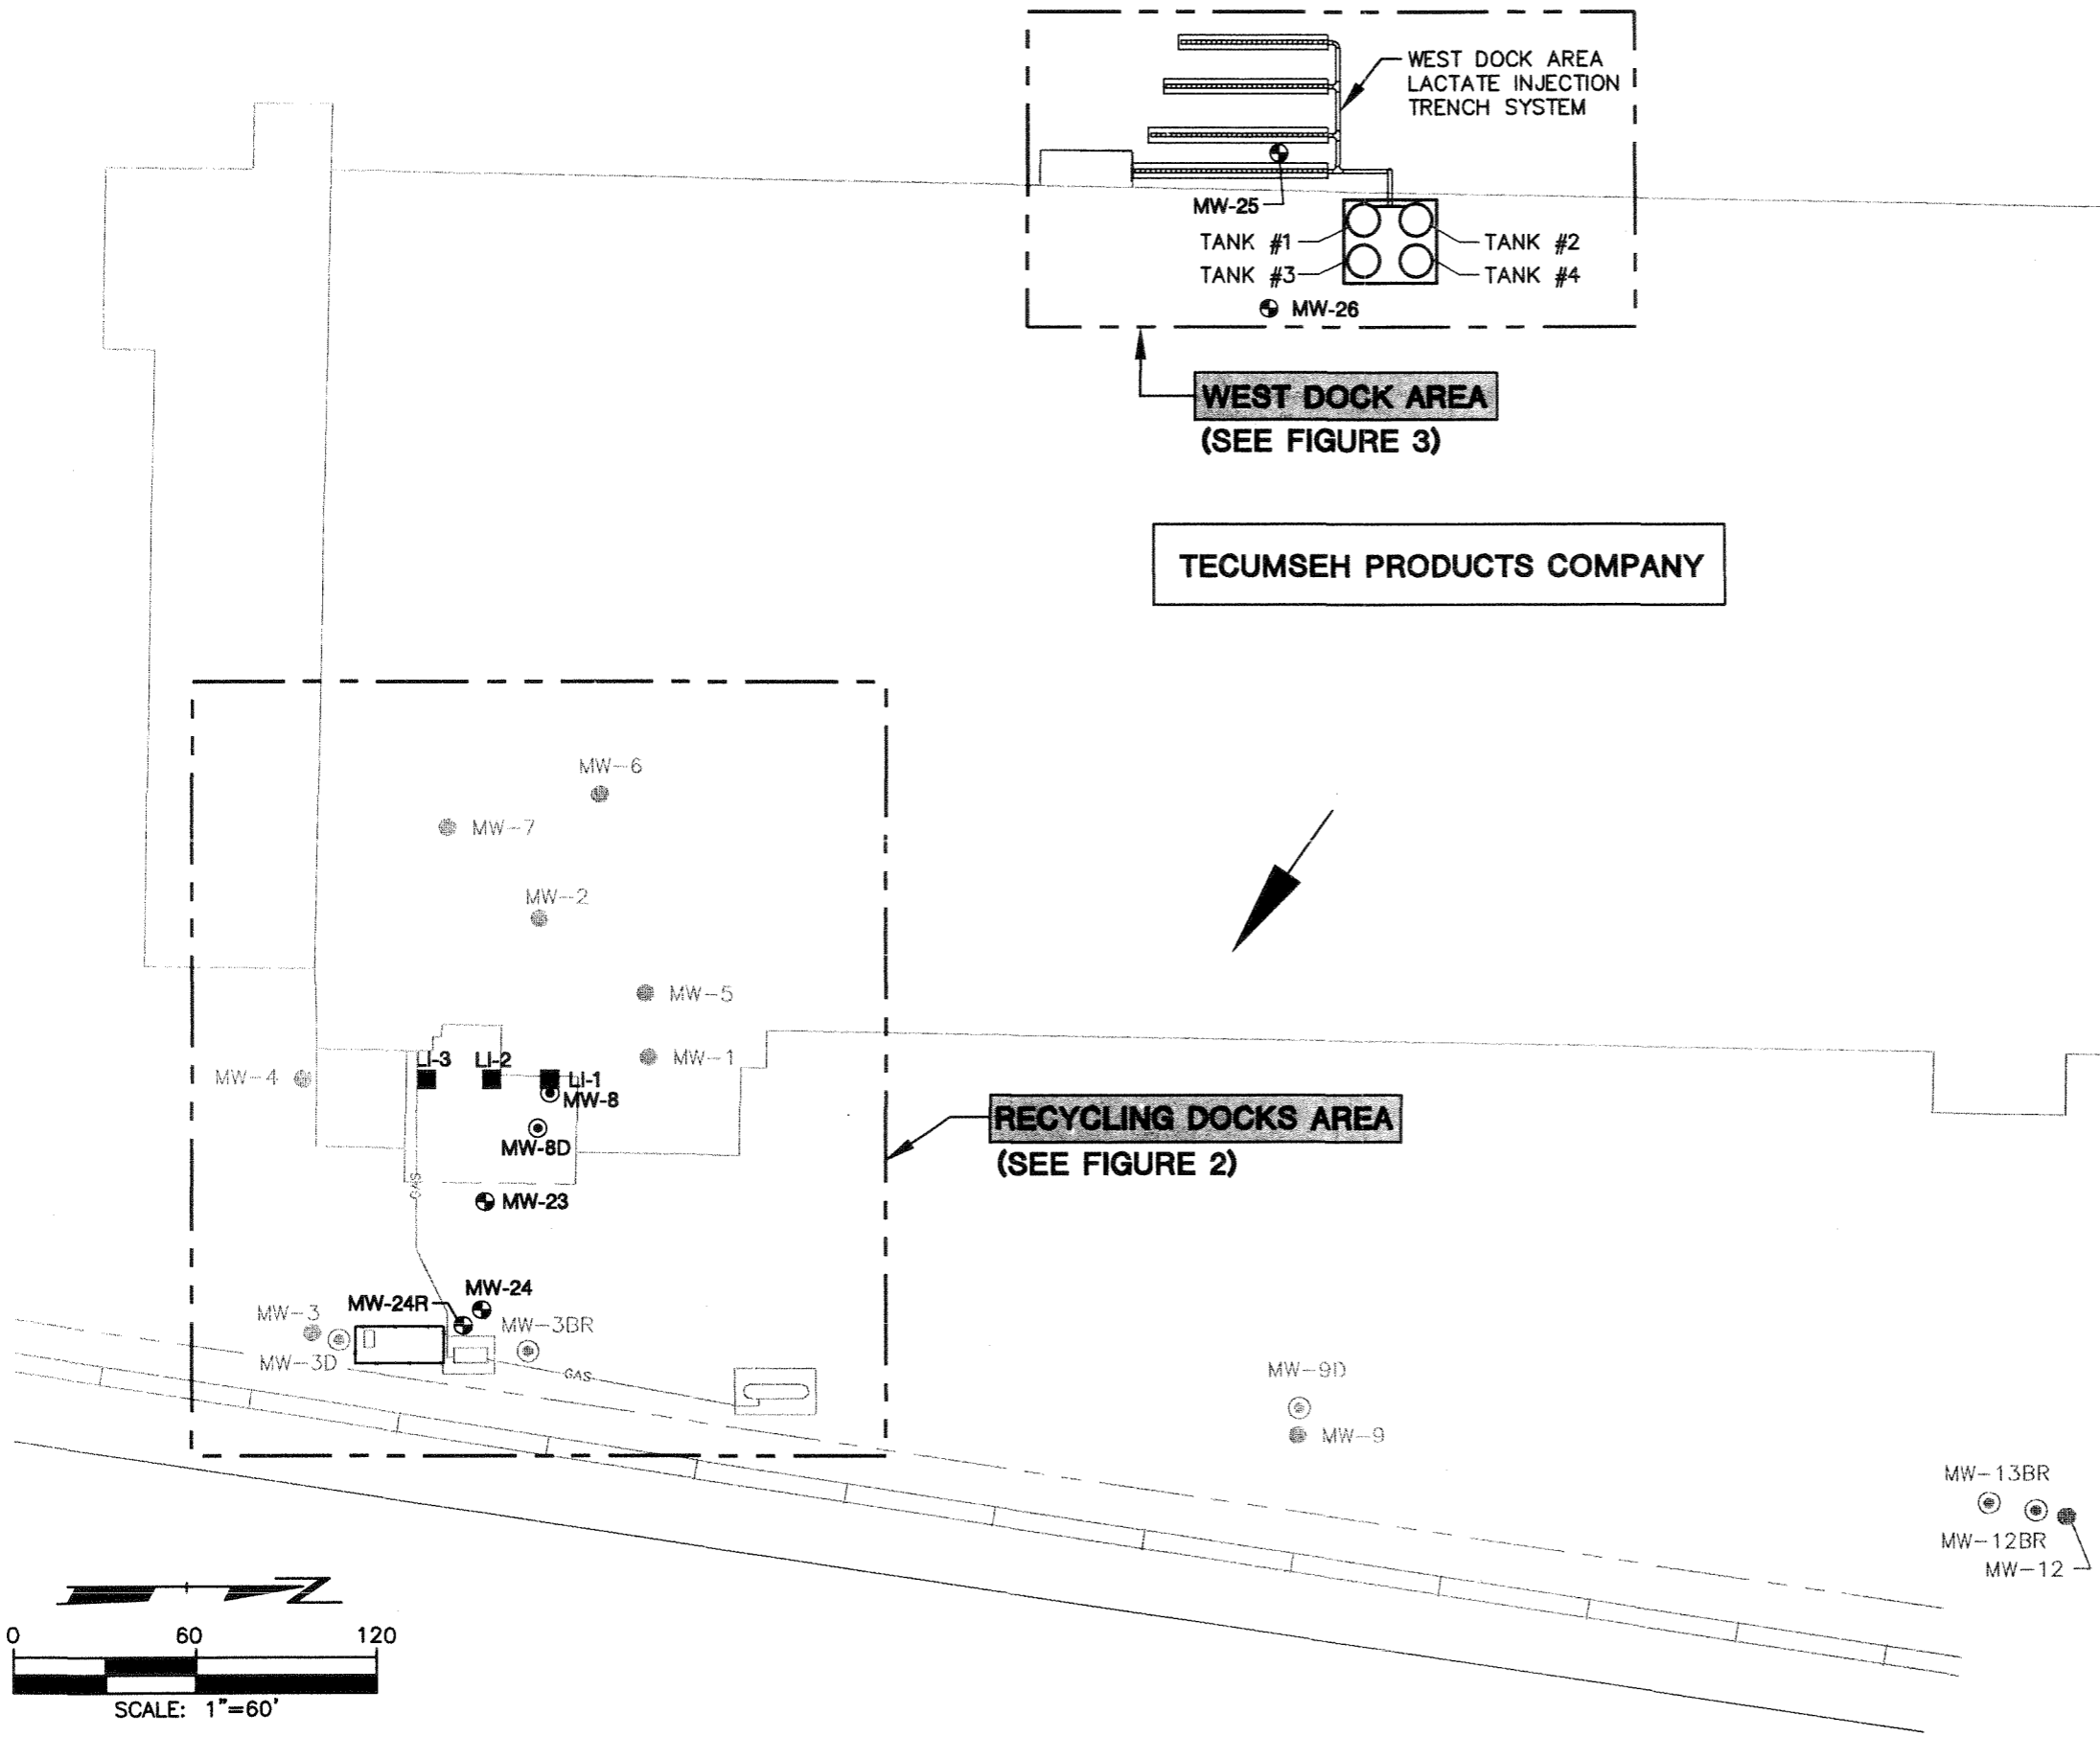 WEST DOCK AREA
LACTATE INJECTION
TRENCH SYSTEM
MW-25
TANK #1
TANK #2
TANK #3
TANK #4
MW-26
WEST DOCK AREA
(SEE FIGURE 3)
TECUMSEH PRODUCTS COMPANY
MW-6
MW-7
MW-2
MW-5
MW-1
MW-4
LI-3
LI-2
LI-1
MW-8
MW-8D
RECYCLING DOCKS AREA
(SEE FIGURE 2)
GAS
MW-23
MW-24
MW-24R
MW-3
MW-3BR
MW-3D
GAS
MW-9D
MW-9
MW-13BR
MW-12BR
MW-12
N
0 60 120
SCALE: 1"=60'